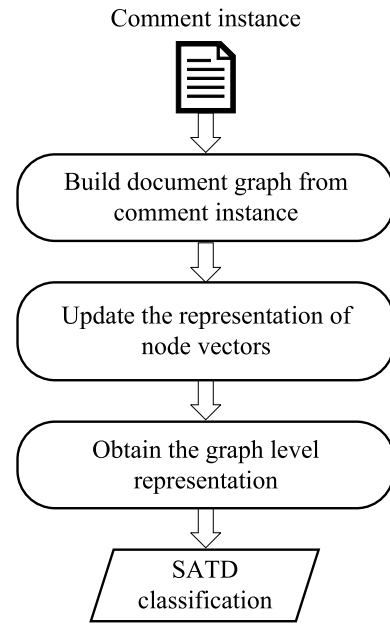 Comment instance
Build document graph from
comment instance
Update the representation of
node vectors
Obtain the graph level
representation
SATD
classification